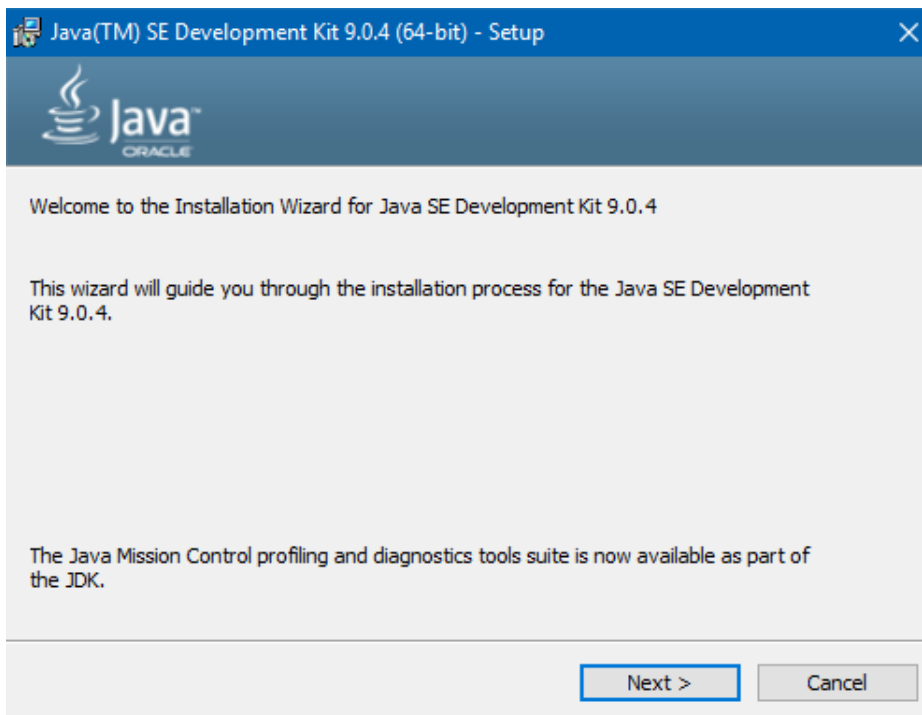 Java(TM) SE Development Kit 9.0.4 (64-bit) - Setup
Java™
ORACLE
Welcome to the Installation Wizard for Java SE Development Kit 9.0.4
This wizard will guide you through the installation process for the Java SE Development
Kit 9.0.4.
The Java Mission Control profiling and diagnostics tools suite is now available as part of
the JDK.
Next >
Cancel